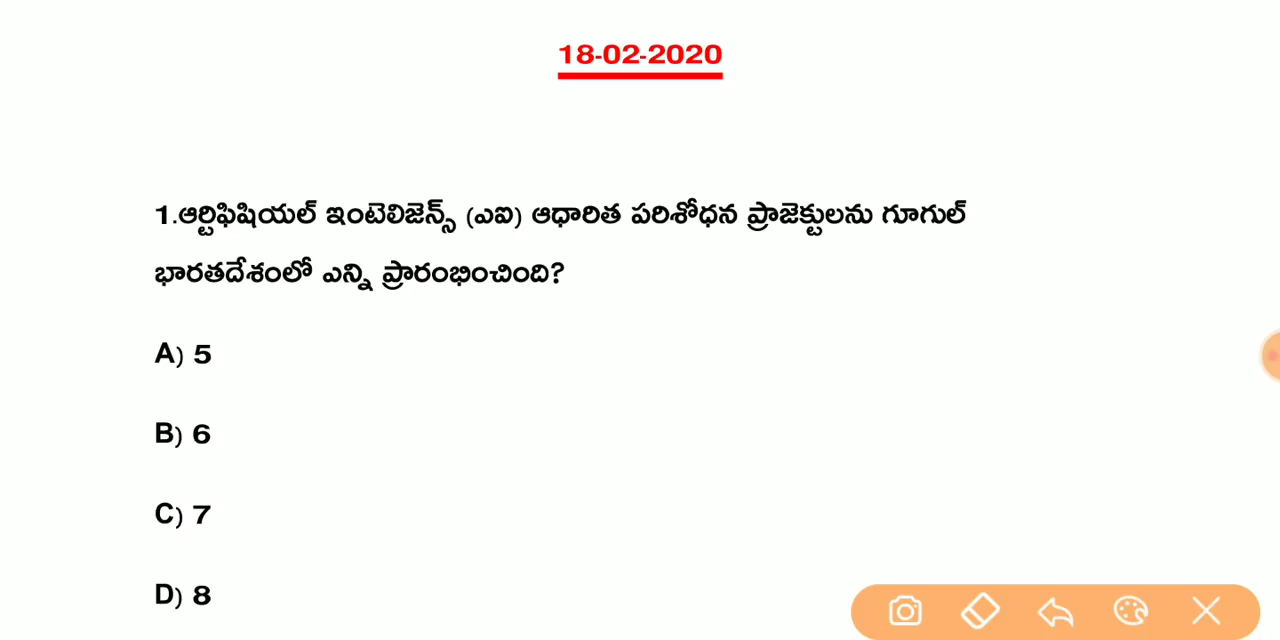 18-02-2020
1.ఆర్టిఫిషియల్ ఇంటెలిజెన్స్ (ఎఐ) ఆధారిత పరిశోధన ప్రాజెక్టులను గూగుల్
భారతదేశంలో ఎన్ని ప్రారంభించింది?
A) 5
B) 6
C) 7
D) 8